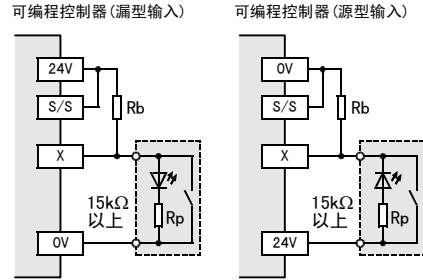 可编程控制器(漏型输入)
24V
S/S
Rb
X
15kΩ
以上
Rp
0V
可编程控制器(源型输入)
0V
S/S
Rb
X
15kΩ
以上
Rp
24V